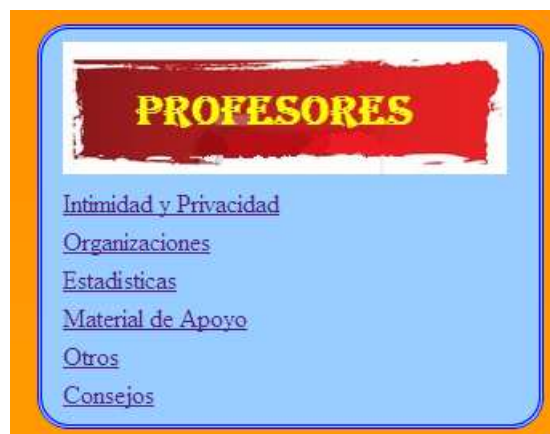 PROFESORES
Intimidad y Privacidad
Organizaciones
Estadisticas
Material de Apoyo
Otros
Consejos